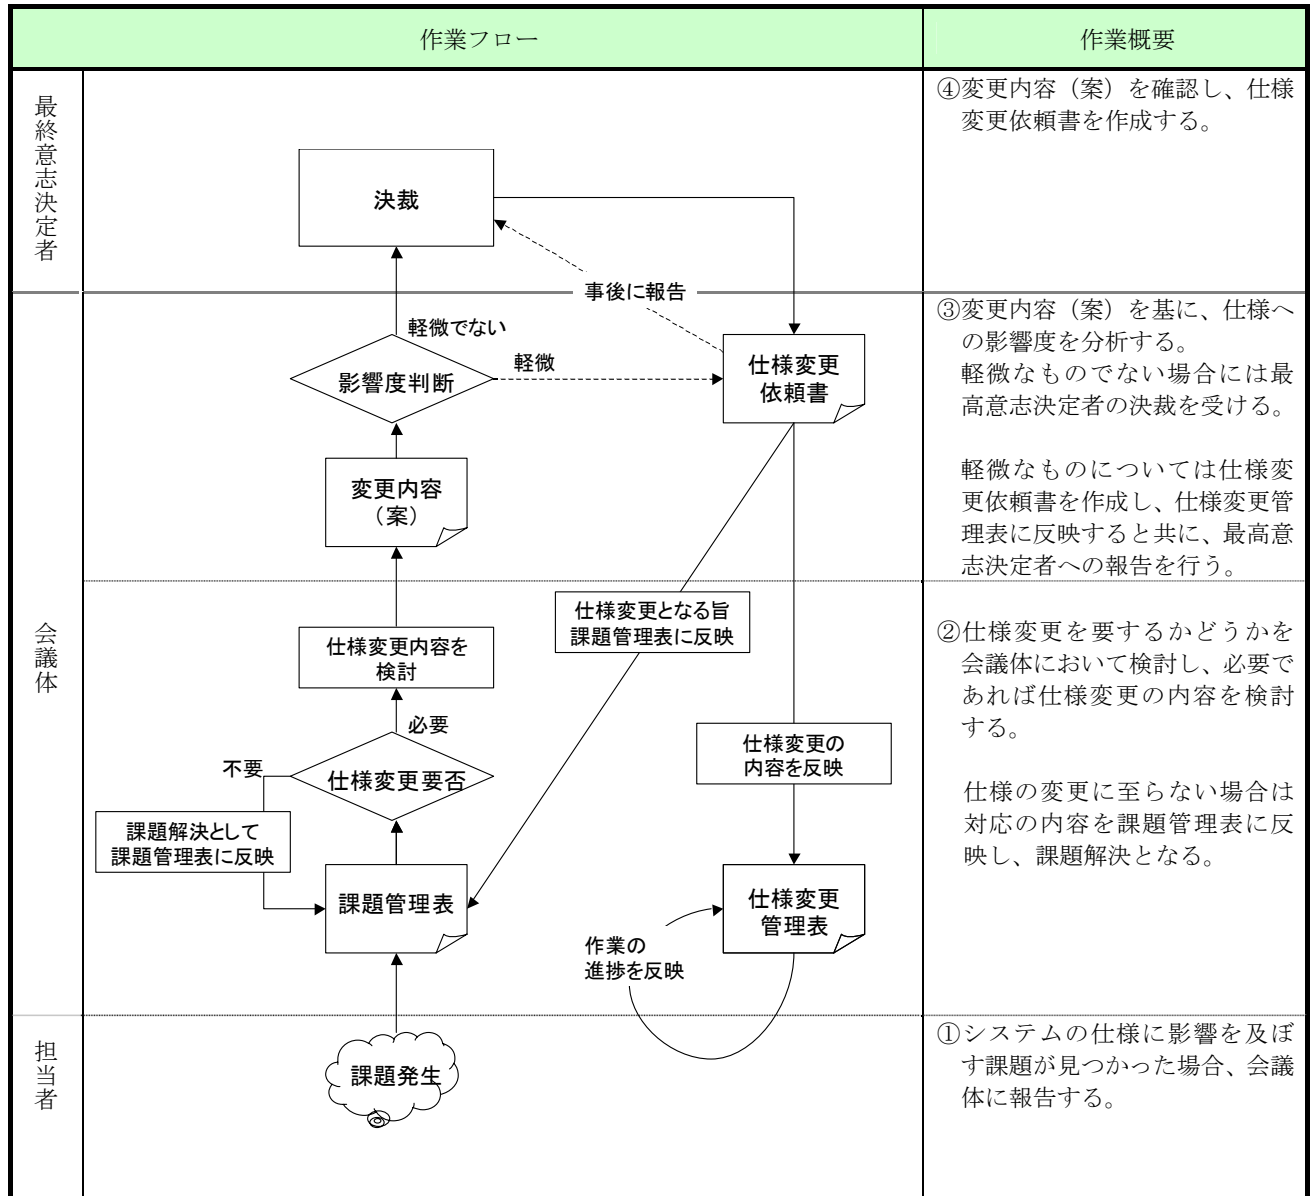 作業フロー
作業概要
最終意志決定者
決裁
④変更内容（案）を確認し、仕様
変更依頼書を作成する。
事後に報告
会議体
軽微でない
影響度判断
軽微
仕様変更
依頼書
変更内容
（案）
③変更内容（案）を基に、仕様へ
の影響度を分析する。
軽微なものでない場合には最
高意志決定者の決裁を受ける。
軽微なものについては仕様変
更依頼書を作成し、仕様変更管
理表に反映すると共に、最高意
志決定者への報告を行う。
仕様変更となる旨
課題管理表に反映
仕様変更内容を
検討
必要
不要
仕様変更要否
仕様変更の
内容を反映
課題解決として
課題管理表に反映
課題管理表
仕様変更
管理表
作業の
進捗を反映
②仕様変更を要するかどうかを
会議体において検討し、必要で
あれば仕様変更の内容を検討
する。
仕様の変更に至らない場合は
対応の内容を課題管理表に反
映し、課題解決となる。
担当者
課題発生
①システムの仕様に影響を及ぼ
す課題が見つかった場合、会議
体に報告する。